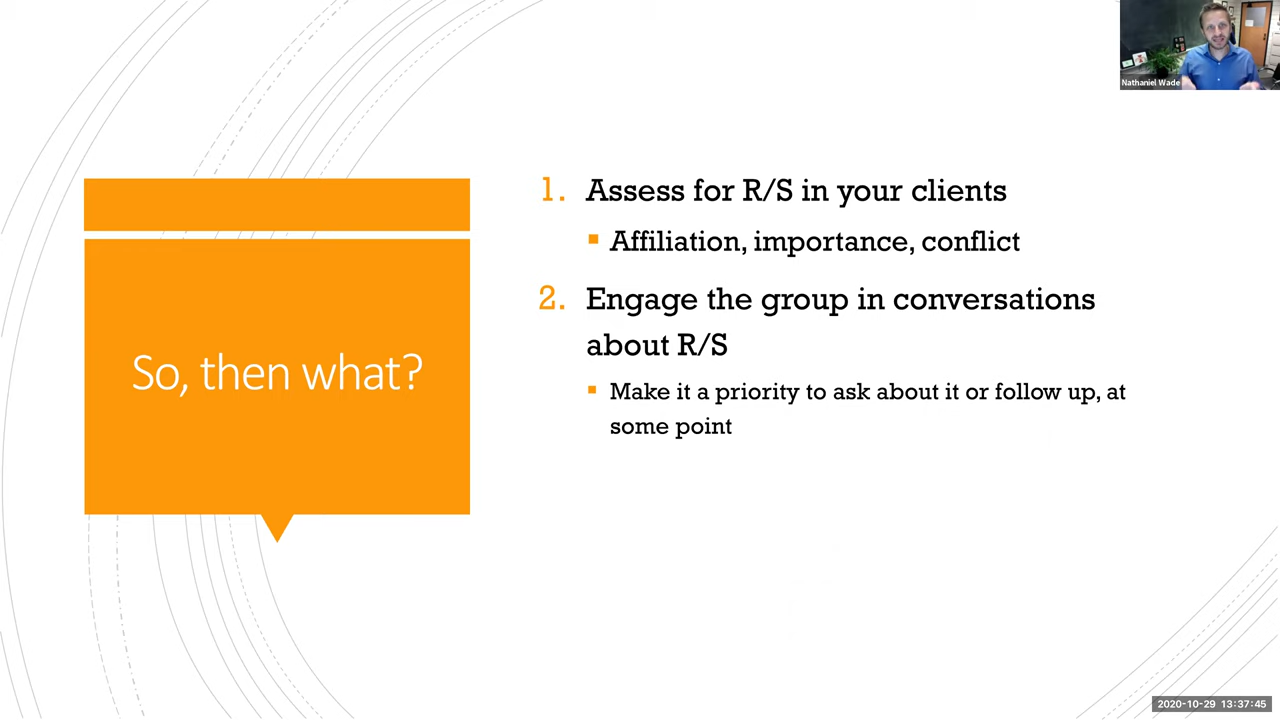 Nathaniel Wade
So, then what?
1. Assess for R/S in your clients
Affiliation, importance, conflict
2. Engage the group in conversations
about R/S
Make it a priority to ask about it or follow up, at
some point
2020-10-29 13:37:45